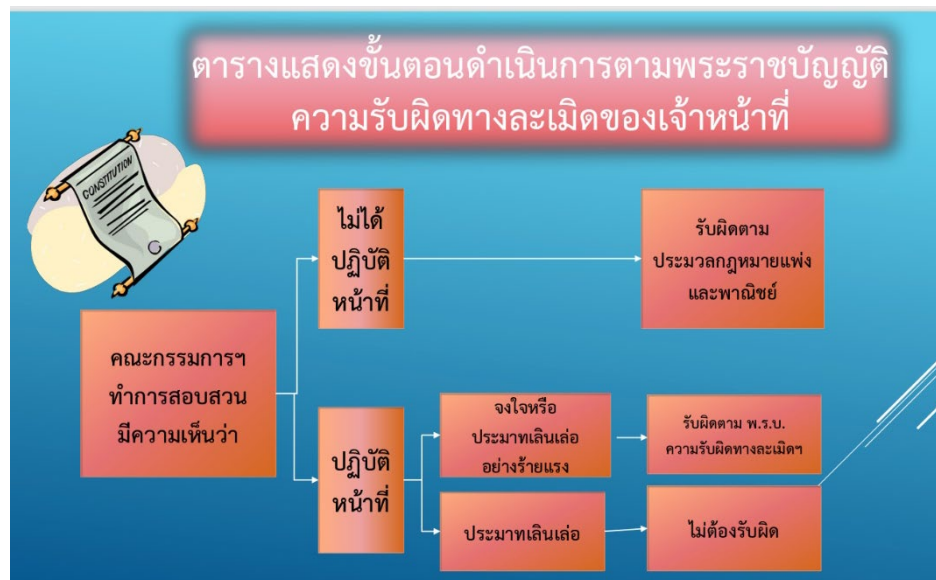 ตารางแสดงขั้นตอนดำเนินการตามพระราชบัญญัติ
ความรับผิดทางละเมิดของเจ้าหน้าที่
CONSTITUTION
ไม่ได้
ปฏิบัติ
หน้าที่
รับผิดตาม
ประมวลกฎหมายแพ่ง
และพาณิชย์
คณะกรรมการฯ
ทำการสอบสวน
มีความเห็นว่า
ปฏิบัติ
หน้าที่
จงใจหรือ
ประมาทเลินเล่อ
อย่างร้ายแรง
รับผิดตาม พ.ร.บ.
ความรับผิดทางละเมิดฯ
ประมาทเลินเล่อ
ไม่ต้องรับผิด